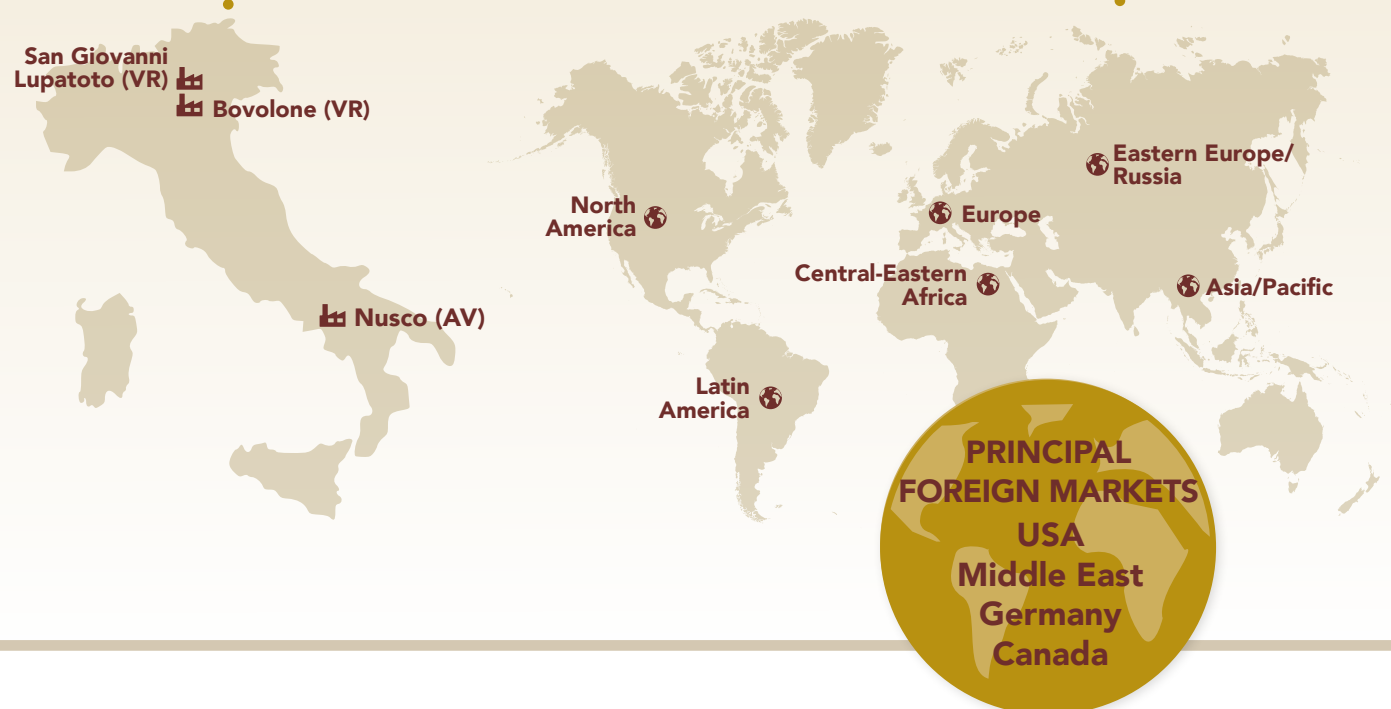 San Giovanni
Lupatoto (VR)
Bovolone (VR)
Nusco (AV)
North
America
Latin
America
Europe
Central-Eastern
Africa
Eastern Europe/
Russia
Asia/Pacific
PRINCIPAL
FOREIGN MARKETS
USA
Middle East
Germany
Canada